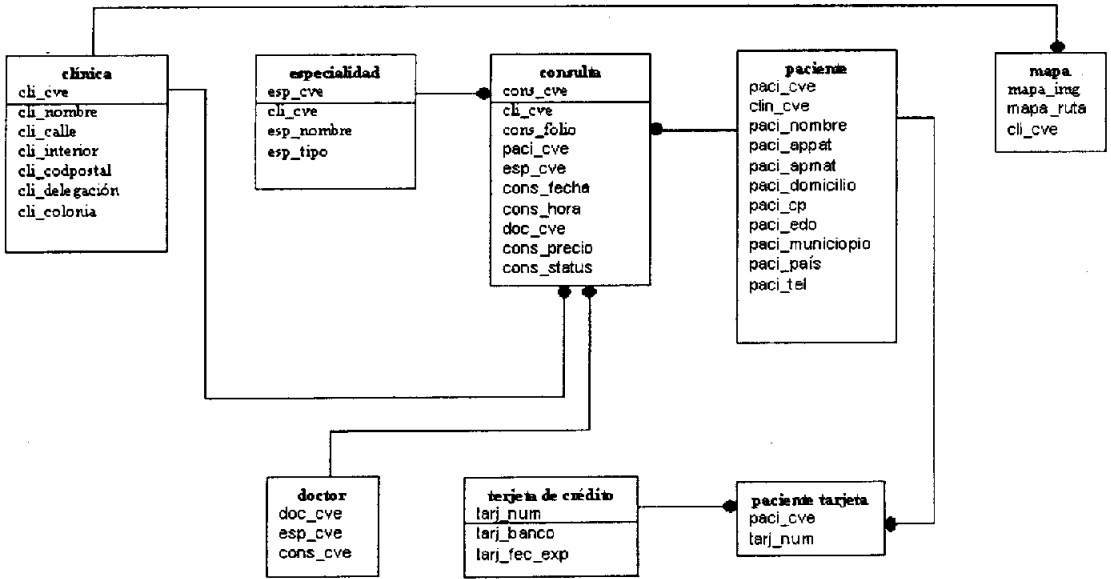 clínica
cli_cve
cli_nombre
cli_calle
cli_interior
cli_codpostal
cli_delegación
cli_colonia
especialidad
esp_cve
cli_cve
esp_nombre
esp_tipo
consulta
cons_cve
cli_cve
cons_folio
paci_cve
esp_cve
cons_fecha
cons_hora
doc_cve
cons_precio
cons_status
paciente
paci_cve
clin_cve
paci_nombre
paci_appat
paci_apmat
paci_domicilio
paci_cp
paci_edo
paci_municiopio
paci_país
paci_tel
mapa
mapa_img
mapa_ruta
cli_cve
doctor
doc_cve
esp_cve
cons_cve
terjeta de crédito
tarj_num
tarj_banco
tarj_fec_exp
paciente tarjeta
paci_cve
tarj_num